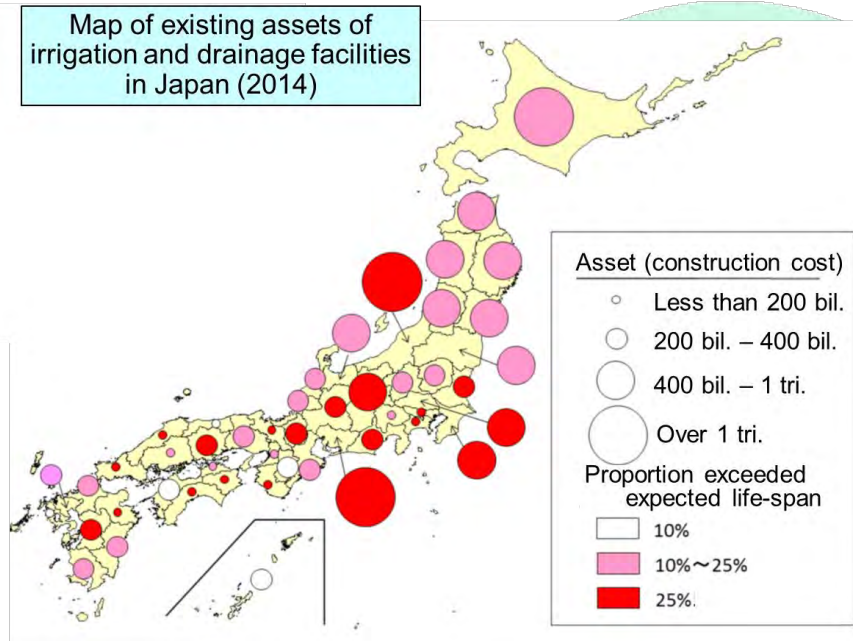 Map of existing assets of
irrigation and drainage facilities
in Japan (2014)
Asset (construction cost)
Less than 200 bil.
200 bil. – 400 bil.
400 bil. – 1 tri.
Over 1 tri.
Proportion exceeded
expected life-span
10%
10%～25%
25%.